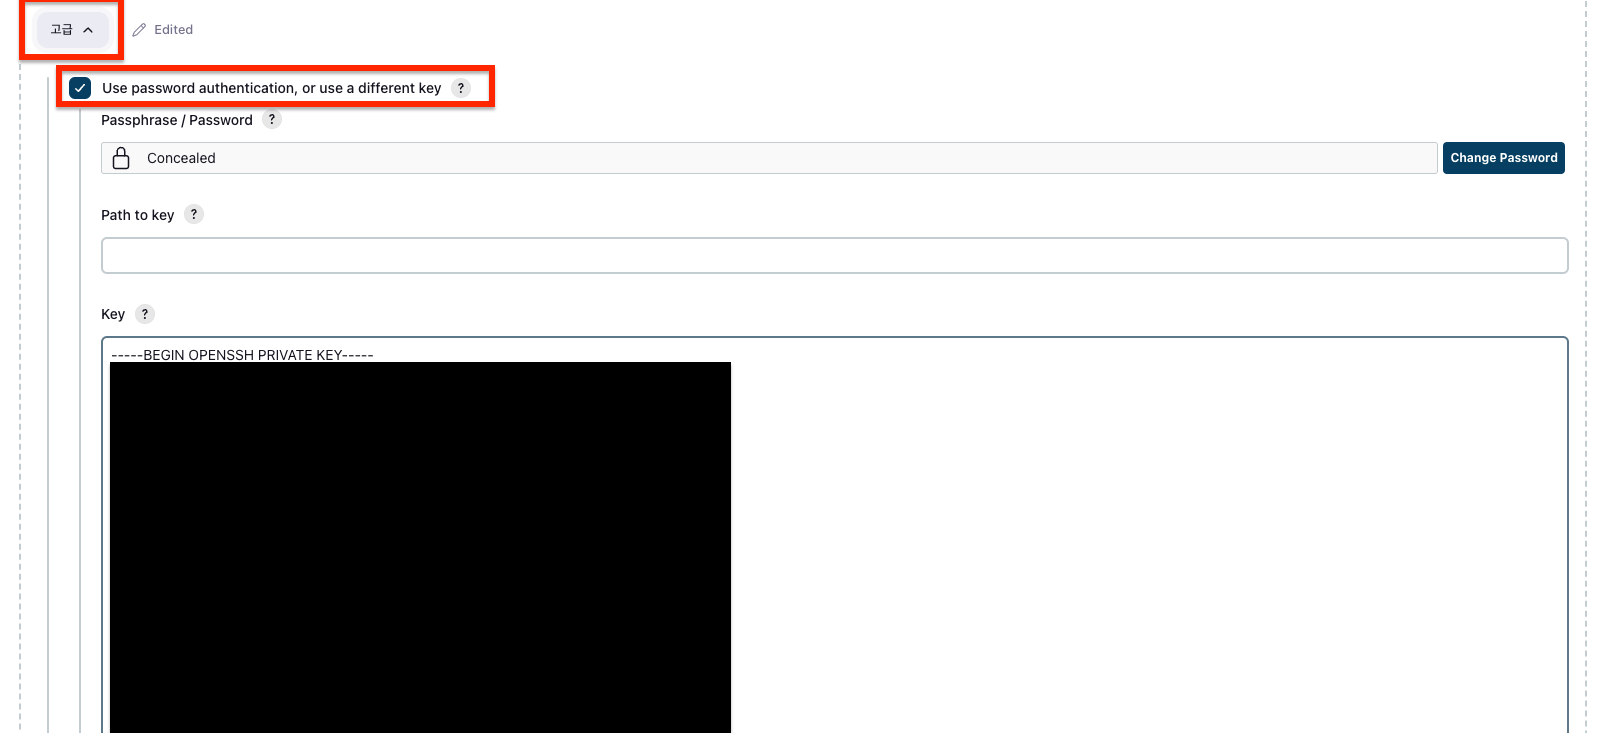 고급 Edited
Use password authentication, or use a different key ?
Passphrase / Password ?
Concealed Change Password
Path to key ?
Key ?
-----BEGIN OPENSSH PRIVATE KEY-----